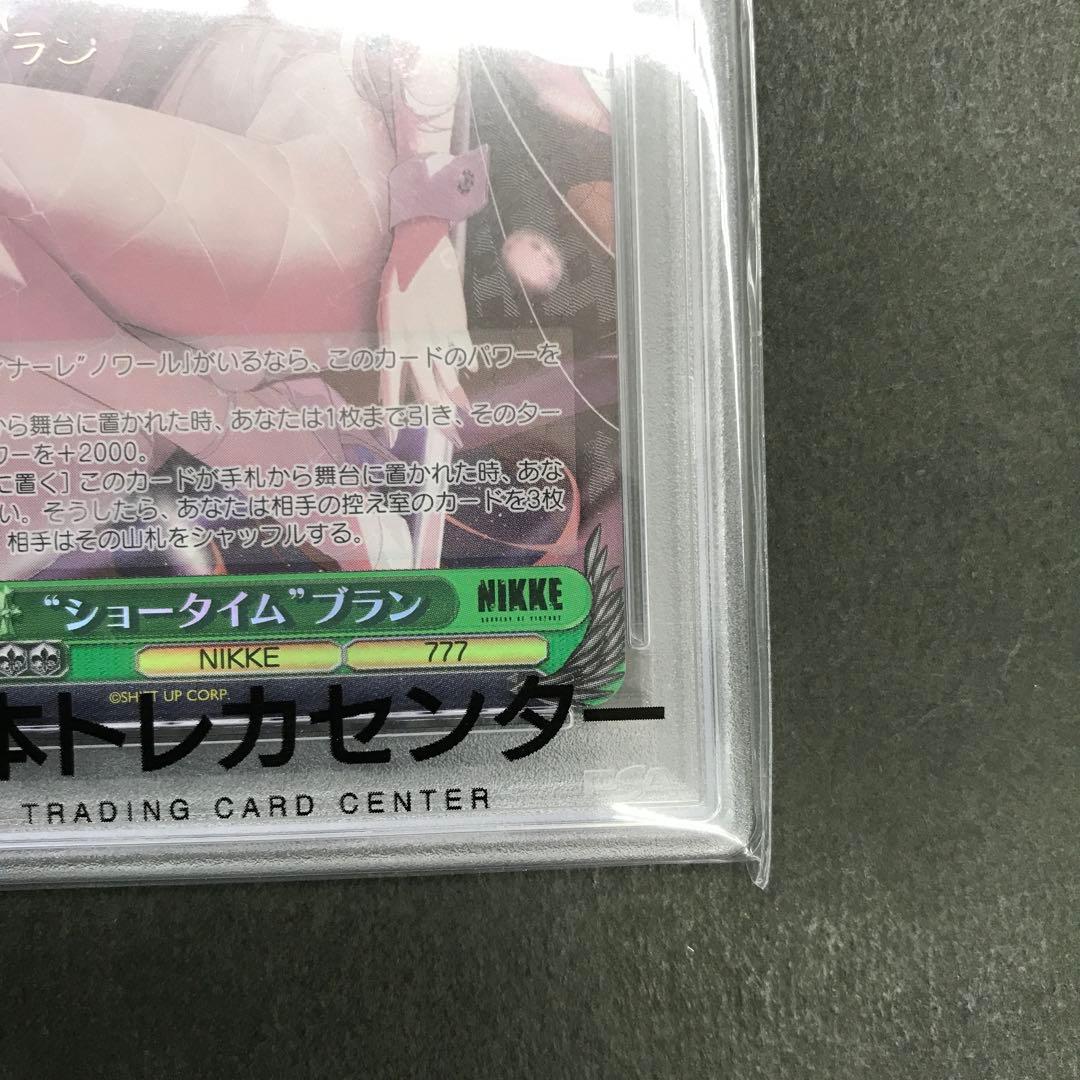 ラン
ナーレ”ノワール」がいるなら、このカードのパワーを
から舞台に置かれた時、あなたは1枚まで引き、そのター
ワーを+2000。
に置く］このカードが手札から舞台に置かれた時、あな
い。そうしたら、あなたは相手の控え室のカードを3枚
相手はその山札をシャッフルする。
“ショータイム”ブラン
NIKKE
GODDESS OF VICTORY
NIKKE 777
©SHIFT UP CORP.
本トレカセンター
TRADING CARD CENTER
PSA